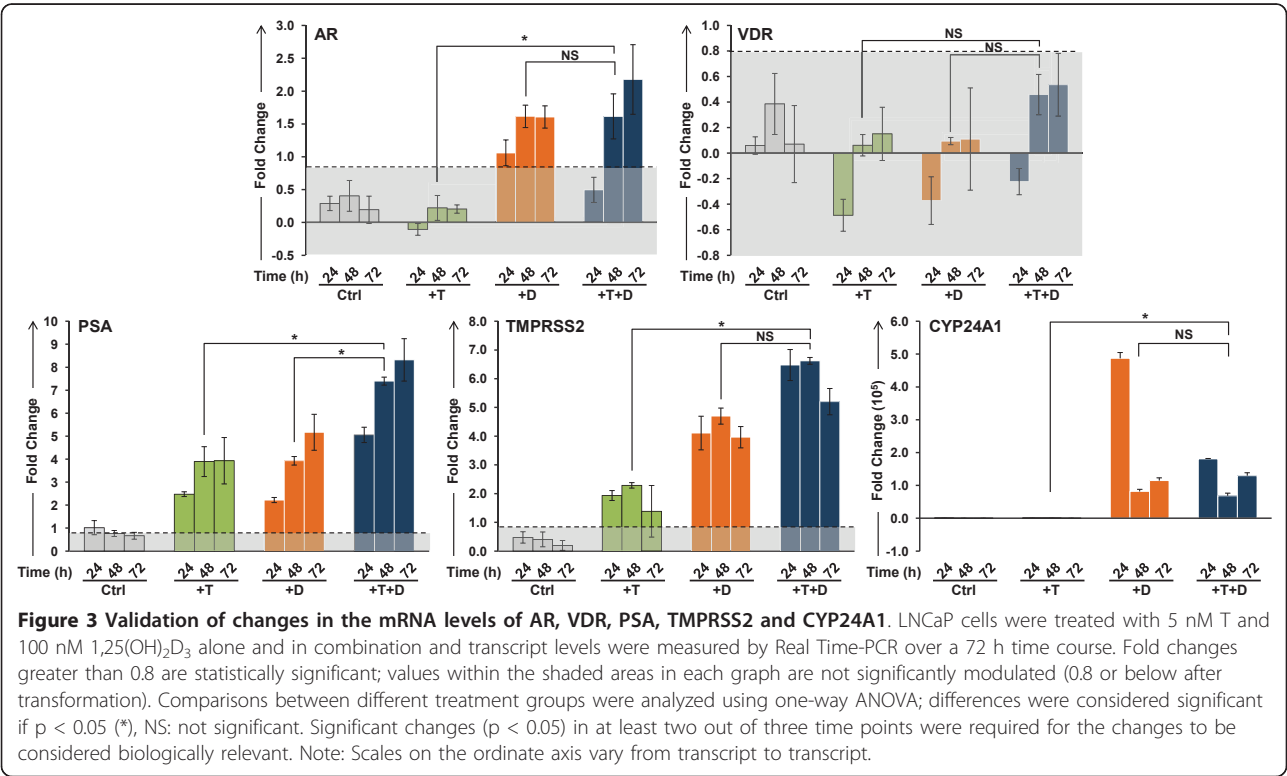 AR
Fold Change
3.0
2.5
2.0
1.5
1.0
0.5
0.0
-0.5
*
NS
Time (h) 24 48 72 24 48 72 24 48 72 24 48 72
Ctrl +T +D +T+D
VDR
Fold Change
0.8
0.6
0.4
0.2
0.0
-0.2
-0.4
-0.6
-0.8
1.0
NS
NS
Time (h) 24 48 72 24 48 72 24 48 72 24 48 72
Ctrl +T +D +T+D
PSA
Fold Change
10
9
8
7
6
5
4
3
2
1
0
*
*
Time (h) 24 48 72 24 48 72 24 48 72 24 48 72
Ctrl +T +D +T+D
TMPRSS2
Fold Change
8.0
7.0
6.0
5.0
4.0
3.0
2.0
1.0
0.0
*
NS
Time (h) 24 48 72 24 48 72 24 48 72 24 48 72
Ctrl +T +D +T+D
CYP24A1
Fold Change (10⁵)
6.0
5.0
4.0
3.0
2.0
1.0
0.0
-1.0
*
NS
Time (h) 24 48 72 24 48 72 24 48 72 24 48 72
Ctrl +T +D +T+D
Figure 3 Validation of changes in the mRNA levels of AR, VDR, PSA, TMPRSS2 and CYP24A1. LNCaP cells were treated with 5 nM T and
100 nM 1,25(OH)₂D₃ alone and in combination and transcript levels were measured by Real Time-PCR over a 72 h time course. Fold changes
greater than 0.8 are statistically significant; values within the shaded areas in each graph are not significantly modulated (0.8 or below after
transformation). Comparisons between different treatment groups were analyzed using one-way ANOVA; differences were considered significant
if p < 0.05 (*), NS: not significant. Significant changes (p < 0.05) in at least two out of three time points were required for the changes to be
considered biologically relevant. Note: Scales on the ordinate axis vary from transcript to transcript.